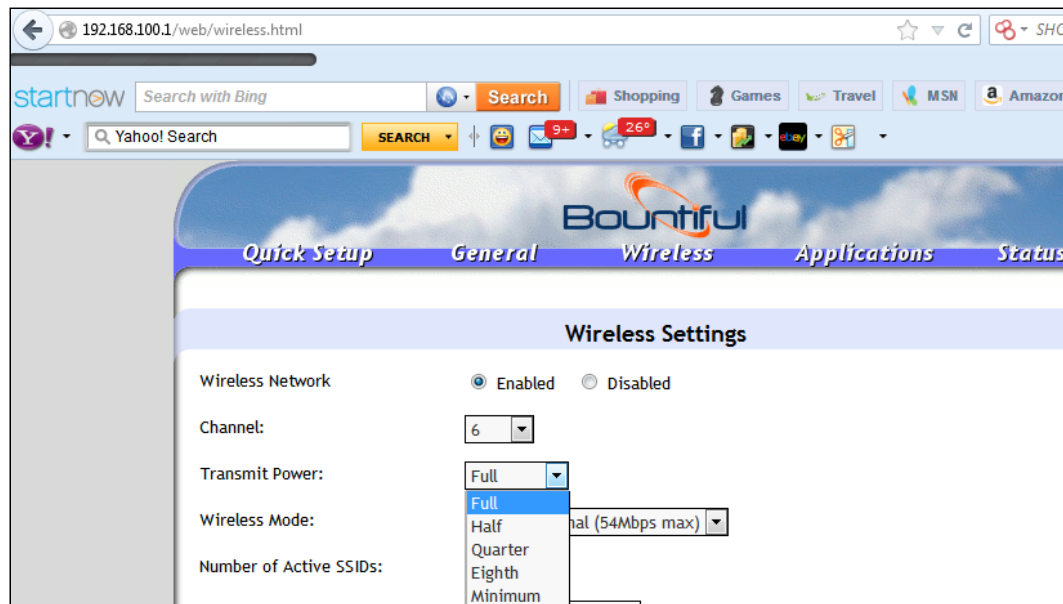 192.168.100.1/web/wireless.html SHO
startnow Search with Bing Search Shopping Games Travel MSN a Amazon
Y! Yahoo! Search SEARCH 9+ 26° f ebay
Bountiful
Quick Setup General Wireless Applications Status
Wireless Settings
Wireless Network Enabled Disabled
Channel: 6
Transmit Power: Full
Full
Wireless Mode: Half nal (54Mbps max)
Quarter
Number of Active SSIDs: Eighth
Minimum